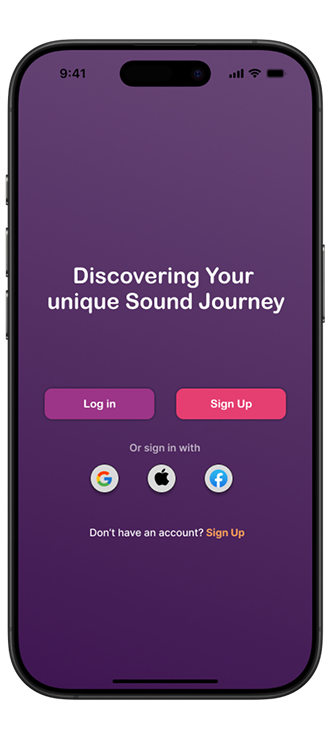 9:41
Discovering Your
unique Sound Journey
Log in
Sign Up
Or sign in with
Don't have an account? Sign Up